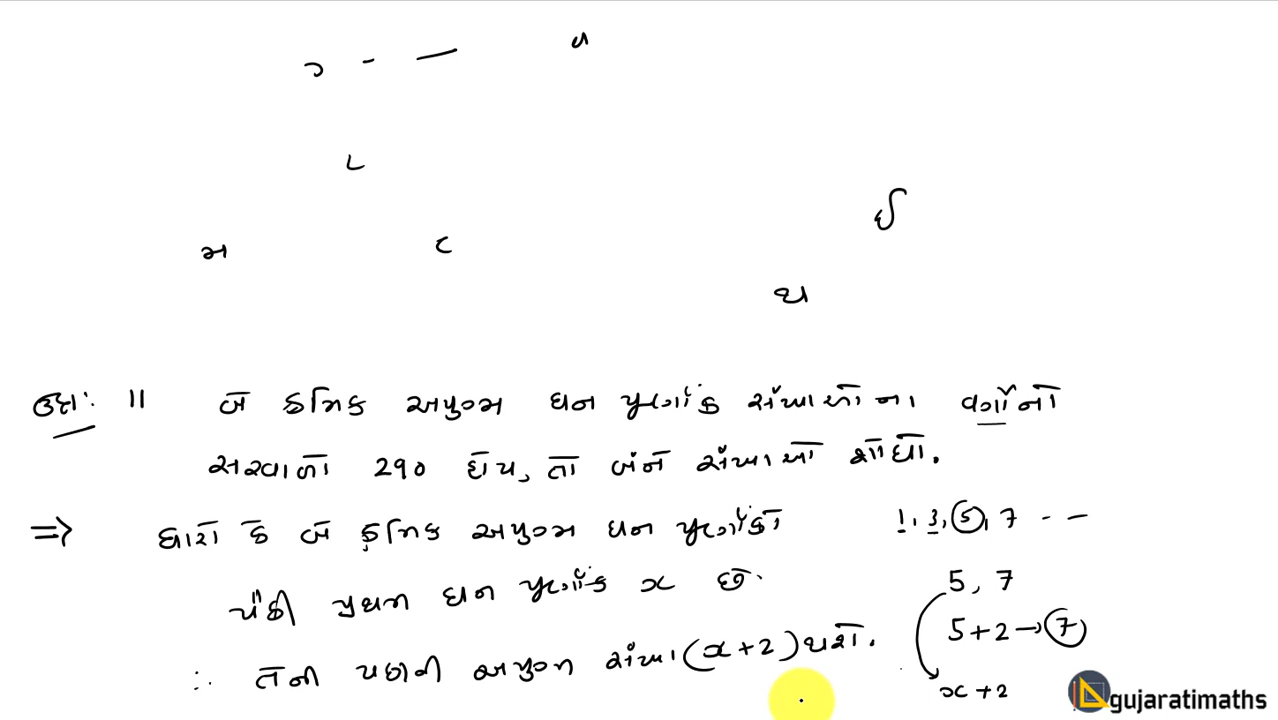 ઉદા: 11 બે ક્રમિક અયુગ્મ ધન પૂર્ણાંક સંખ્યાઓના વર્ગોનો
સરવાળો 290 હોય, તો બંને સંખ્યાઓ શોધો.
=> ધારો કે બે ક્રમિક અયુગ્મ ધન પૂર્ણાંકો
1, 3, 5, 7 - -
પૈકી પ્રથમ ધન પૂર્ણાંક x છે.
5, 7
5+2→7
∴ તેની પછીની અયુગ્મ સંખ્યા (x+2) થશે.
x+2
gujaratimaths